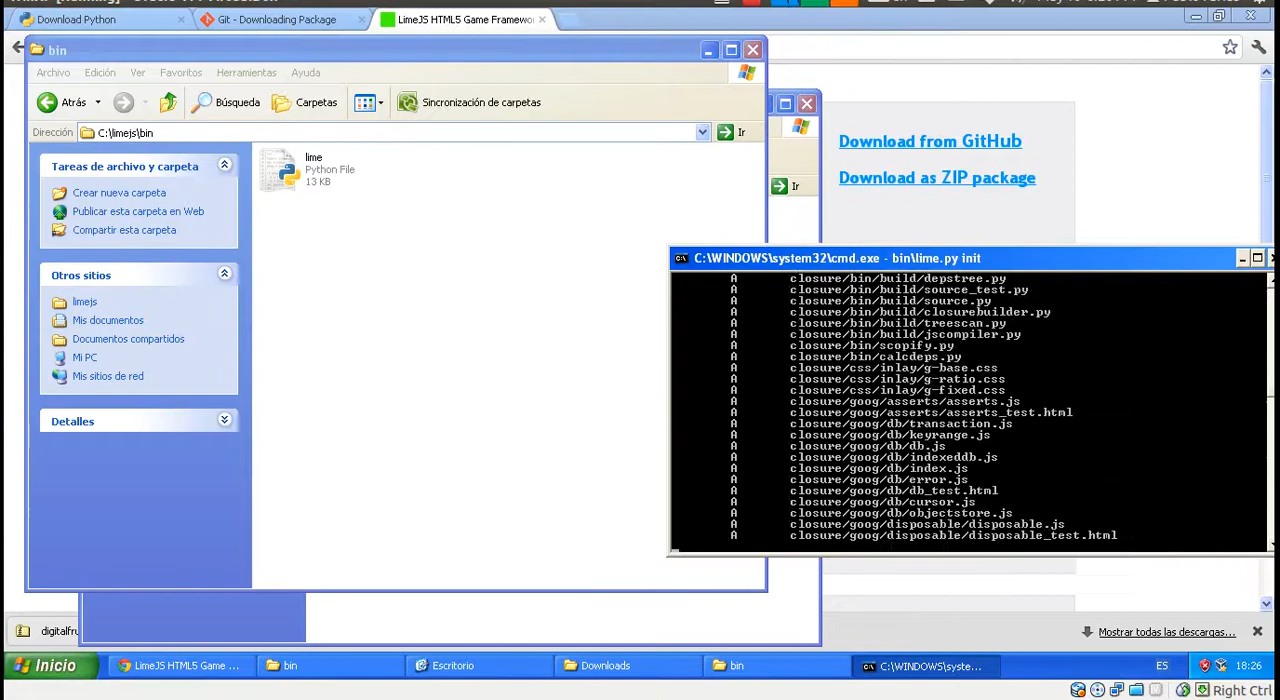 Download Python
Git - Downloading Package
LimeJS HTML5 Game Framewo
bin
Archivo Edición Ver Favoritos Herramientas Ayuda
Atrás Búsqueda Carpetas Sincronización de carpetas
Dirección C:\limejs\bin Ir
Ir
Tareas de archivo y carpeta
Crear nueva carpeta
Publicar esta carpeta en Web
Compartir esta carpeta
Otros sitios
limejs
Mis documentos
Documentos compartidos
Mi PC
Mis sitios de red
Detalles
lime
Python File
13 KB
Download from GitHub
Download as ZIP package
C:\WINDOWS\system32\cmd.exe - bin\lime.py init
A closure/bin/build/depstree.py
A closure/bin/build/source_test.py
A closure/bin/build/source.py
A closure/bin/build/closurebuilder.py
A closure/bin/build/treescan.py
A closure/bin/build/jscompiler.py
A closure/bin/scopify.py
A closure/bin/calcdeps.py
A closure/css/inlay/g-base.css
A closure/css/inlay/g-ratio.css
A closure/css/inlay/g-fixed.css
A closure/goog/asserts/asserts.js
A closure/goog/asserts/asserts_test.html
A closure/goog/db/transaction.js
A closure/goog/db/keyrange.js
A closure/goog/db/db.js
A closure/goog/db/indexeddb.js
A closure/goog/db/index.js
A closure/goog/db/error.js
A closure/goog/db/db_test.html
A closure/goog/db/cursor.js
A closure/goog/db/objectstore.js
A closure/goog/disposable/disposable.js
A closure/goog/disposable/disposable_test.html
digitalfru
Mostrar todas las descargas...
Inicio
LimeJS HTML5 Game ...
bin
Escritorio
Downloads
bin
C:\WINDOWS\syste...
ES
18:26
Right Ctrl